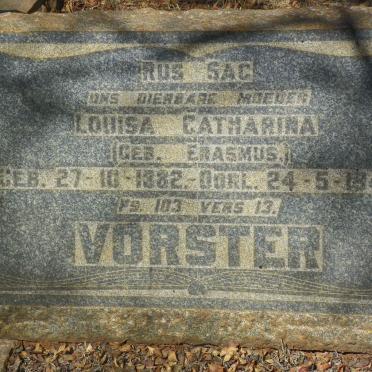 RUS SAG
ONS DIERBARE MOEDER
LOUISA CATHARINA
(GEB. ERASMUS.)
GEB. 27-10-1882.-OORL. 24-5-19
PS. 103 VERS 13.
VORSTER